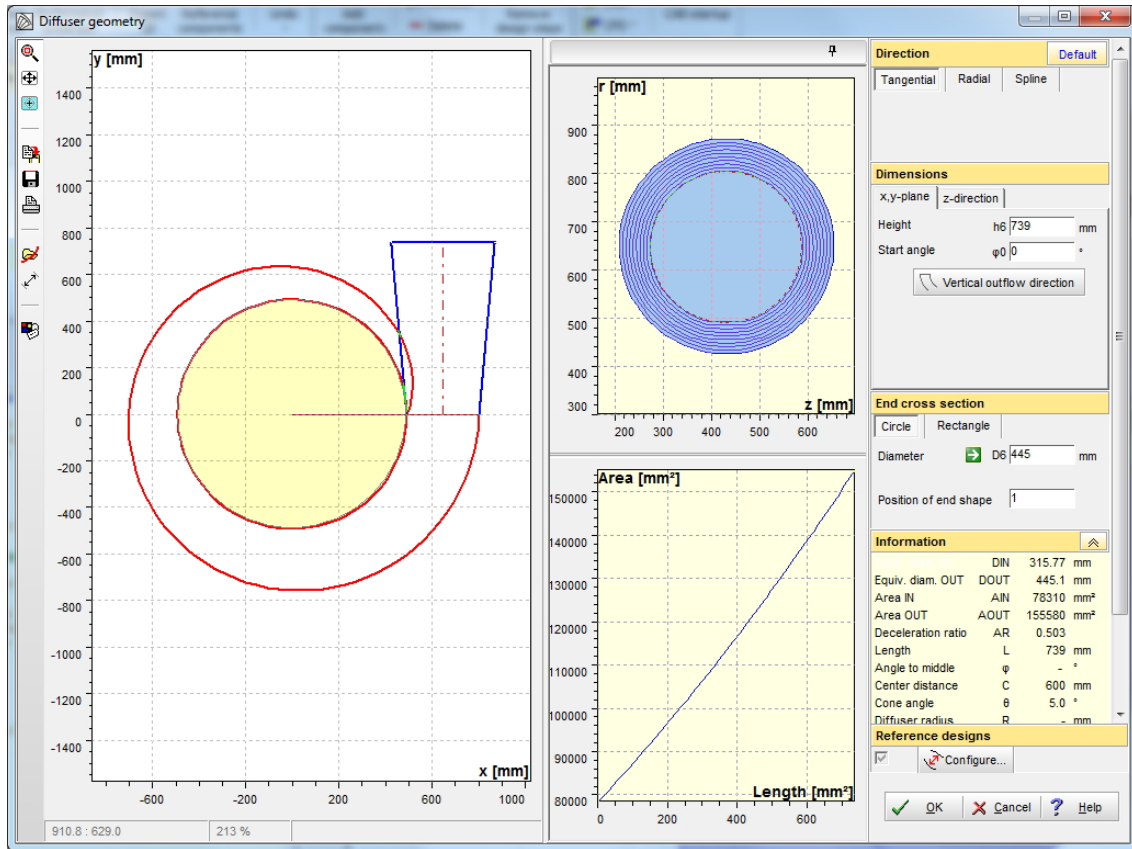 Diffuser geometry
y [mm]
1400
1200
1000
800
600
400
200
0
-200
-400
-600
-800
-1000
-1200
-1400
x [mm]
-600
-200
200
600
1000
910.8 : 629.0
213 %
r [mm]
900
800
700
600
500
400
300
z [mm]
200
300
400
500
600
Area [mm²]
150000
140000
130000
120000
110000
100000
90000
80000
Length [mm²]
0
200
400
600
Direction
Default
Tangential Radial Spline
Dimensions
x,y-plane z-direction
Height h6 739 mm
Start angle φ0 0 °
Vertical outflow direction
End cross section
Circle Rectangle
Diameter D6 445 mm
Position of end shape 1
Information
DIN 315.77 mm
Equiv. diam. OUT DOUT 445.1 mm
Area IN AIN 78310 mm²
Area OUT AOUT 155580 mm²
Deceleration ratio AR 0.503
Length L 739 mm
Angle to middle φ - °
Center distance C 600 mm
Cone angle θ 5.0 °
Diffuser radius R - mm
Reference designs
Configure...
OK Cancel Help